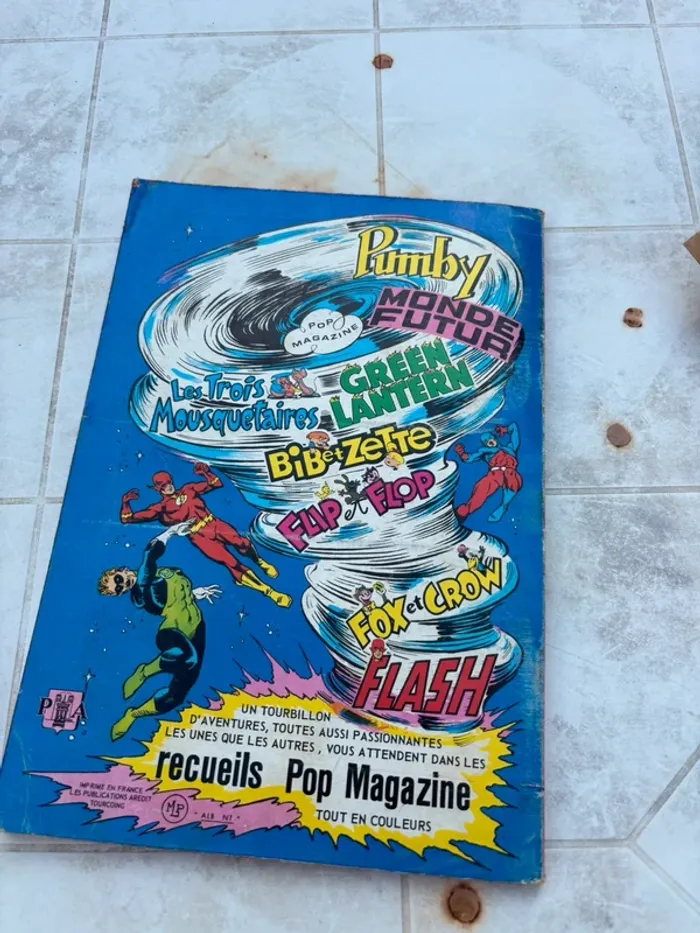 Pumby
MONDE
FUTUR
POP
MAGAZINE
GREEN
LANTERN
Les Trois
Mousquetaires
BiB et ZETTE
FLIP et FLOP
FOX et CROW
FLASH
P A
UN TOURBILLON
D'AVENTURES, TOUTES AUSSI PASSIONNANTES
LES UNES QUE LES AUTRES, VOUS ATTENDENT DANS LES
recueils Pop Magazine
TOUT EN COULEURS
IMPRIMÉ EN FRANCE
LES PUBLICATIONS AREDIT
TOURCOING
MLP